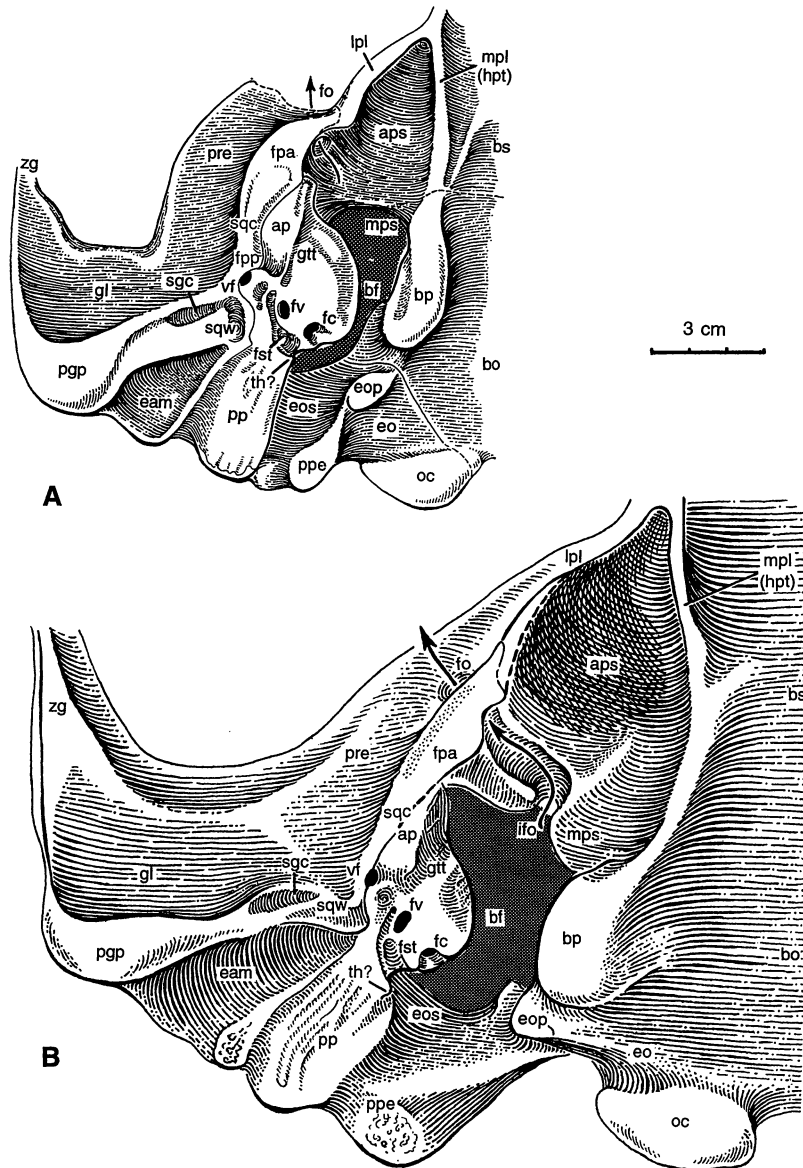 lpl
mpl
(hpt)
fo
aps
pre
fpa
bs
zg
sqc
ap
mps
gtt
fpp
sgc
vf
gl
bf
bp
fv
3 cm
sqw
fc
fst
bo
pgp
th?
eam
pp
eos
eop
eo
ppe
oc
A
lpl
mpl
(hpt)
aps
fo
bs
zg
pre
fpa
sqc
ap
ifo
mps
sgc
vf
gl
gtt
sqw
fv
bf
pgp
fst
fc
bp
bo
eam
th?
eos
eop
pp
eo
B
ppe
oc